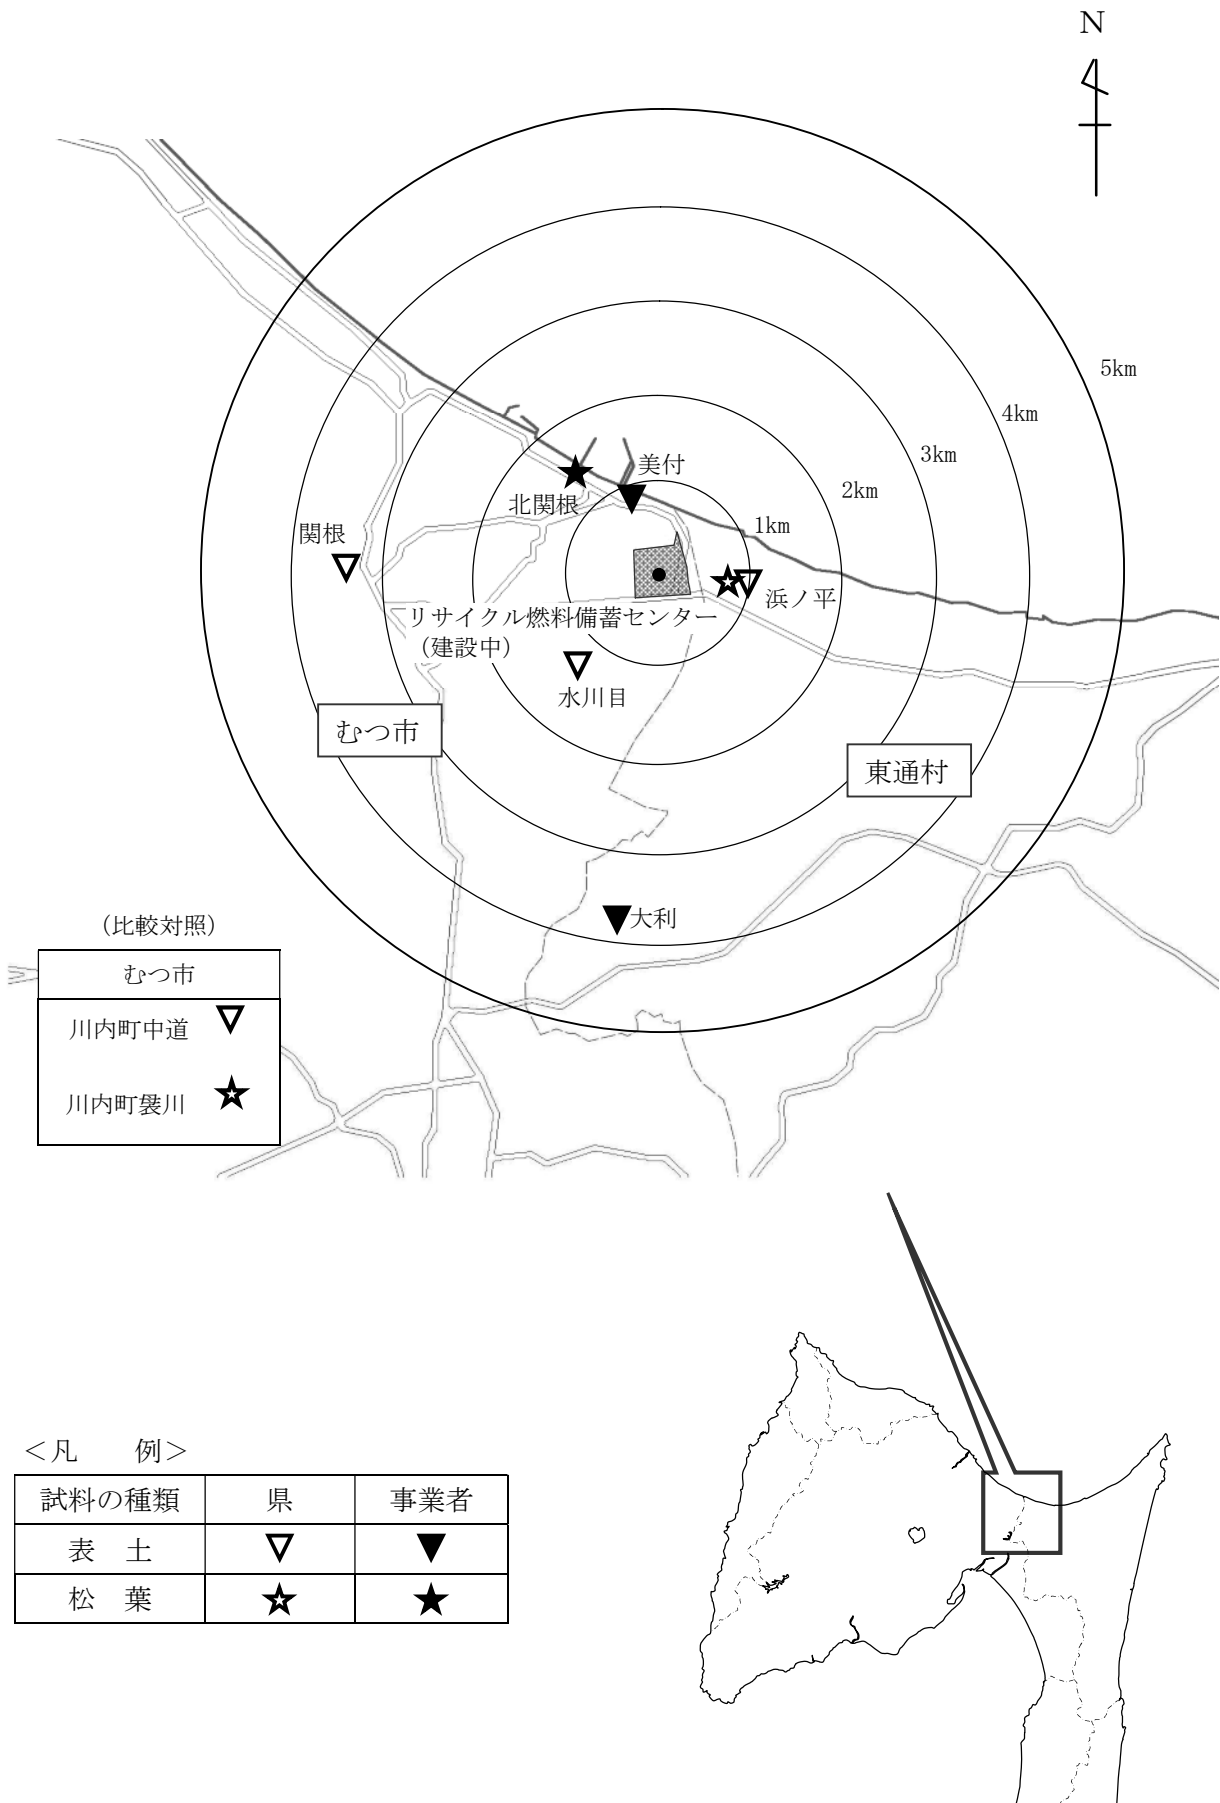 N
5km
4km
3km
2km
1km
美付
北関根
関根
浜ノ平
リサイクル燃料備蓄センター
(建設中)
水川目
むつ市
東通村
大利
(比較対照)
むつ市
川内町中道
川内町袰川
<凡 例>
試料の種類 県 事業者
表 土
松 葉